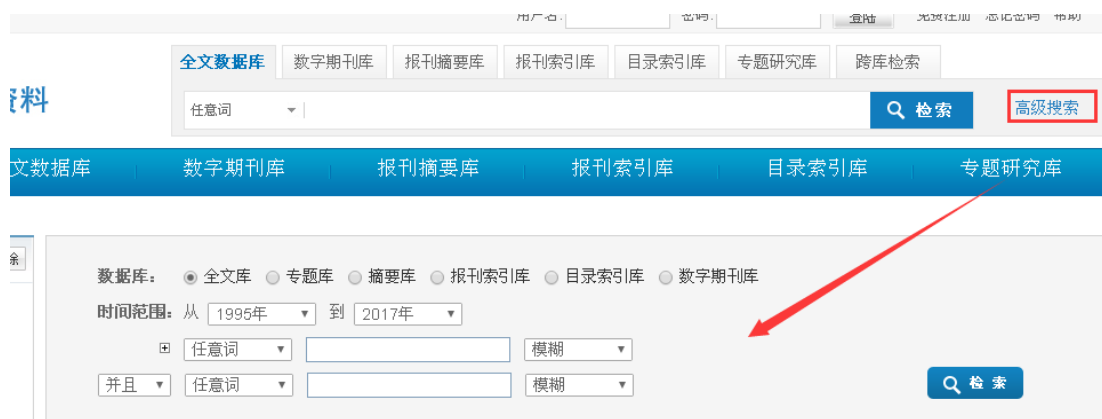 用户名: 密码: 登陆 免费注册 忘记密码 帮助
全文数据库 数字期刊库 报刊摘要库 报刊索引库 目录索引库 专题研究库 跨库检索
资料
任意词 检索 高级搜索
文数据库 数字期刊库 报刊摘要库 报刊索引库 目录索引库 专题研究库
数据库: 全文库 专题库 摘要库 报刊索引库 目录索引库 数字期刊库
时间范围: 从 1995年 到 2017年
任意词 模糊
并且 任意词 模糊 检索